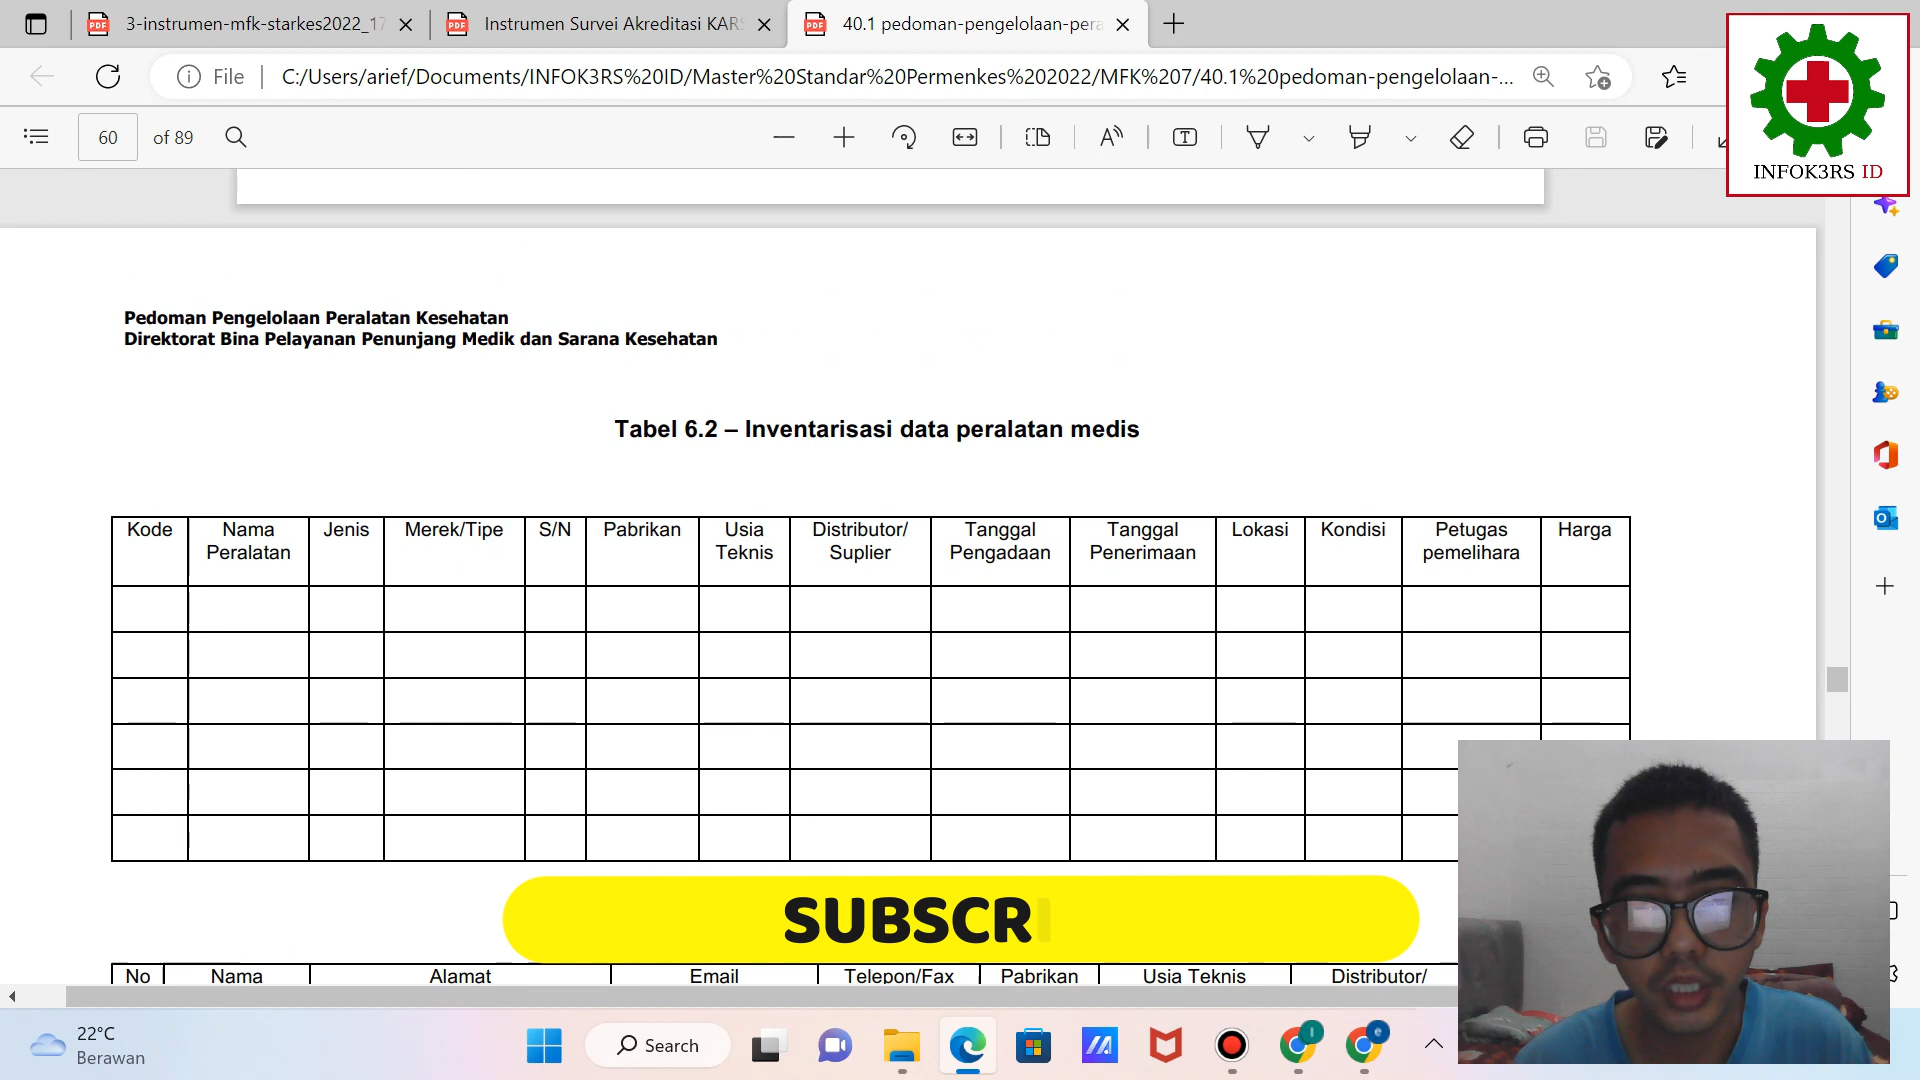 3-instrumen-mfk-starkes2022_17
Instrumen Survei Akreditasi KARS
40.1 pedoman-pengelolaan-pera
File
C:/Users/arief/Documents/INFOK3RS%20ID/Master%20Standar%20Permenkes%202022/MFK%207/40.1%20pedoman-pengelolaan-...
INFOK3RS ID
60 of 89
Pedoman Pengelolaan Peralatan Kesehatan
Direktorat Bina Pelayanan Penunjang Medik dan Sarana Kesehatan
Tabel 6.2 – Inventarisasi data peralatan medis
Kode Nama Peralatan Jenis Merek/Tipe S/N Pabrikan Usia Teknis Distributor/ Suplier Tanggal Pengadaan Tanggal Penerimaan Lokasi Kondisi Petugas pemelihara Harga
SUBSCRI
No Nama Alamat Email Telepon/Fax Pabrikan Usia Teknis Distributor/
22°C
Berawan
Search